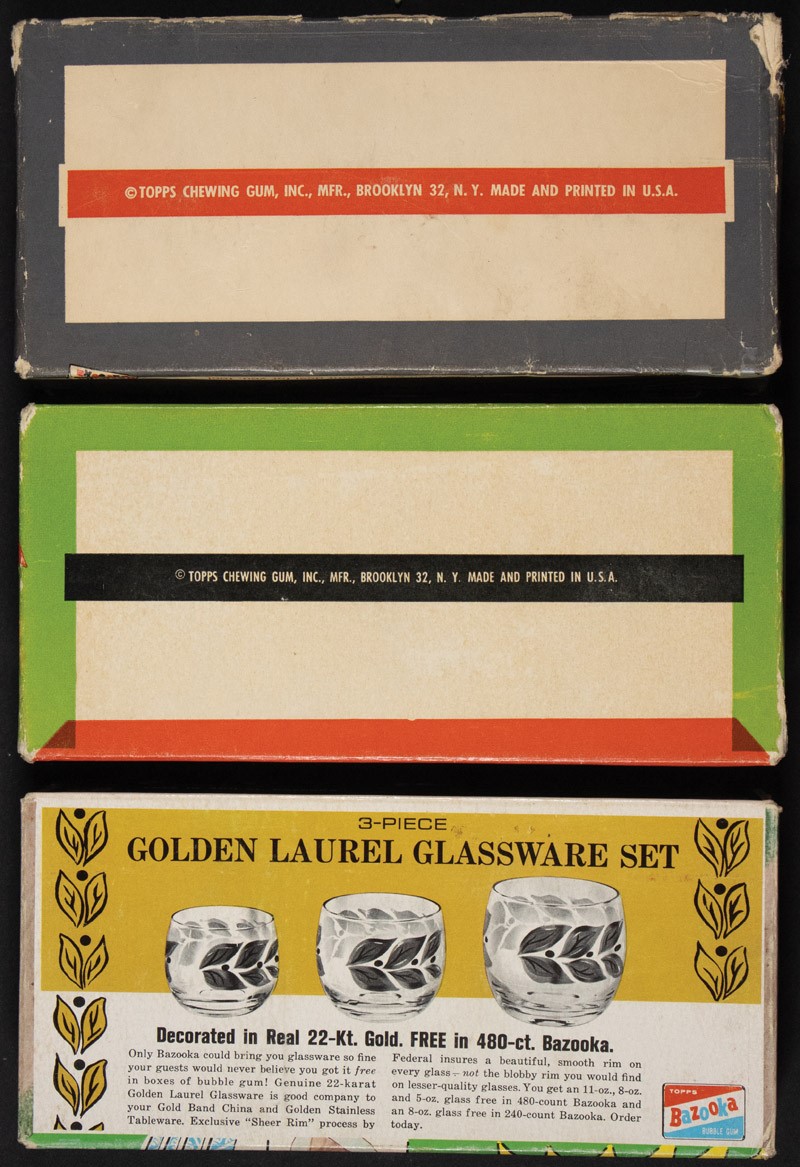 © TOPPS CHEWING GUM, INC., MFR., BROOKLYN 32, N. Y. MADE AND PRINTED IN U.S.A.
© TOPPS CHEWING GUM, INC., MFR., BROOKLYN 32, N. Y. MADE AND PRINTED IN U.S.A.
3-PIECE
GOLDEN LAUREL GLASSWARE SET
Decorated in Real 22-Kt. Gold. FREE in 480-ct. Bazooka.
Only Bazooka could bring you glassware so fine
your guests would never believe you got it free
in boxes of bubble gum! Genuine 22-karat
Golden Laurel Glassware is good company to
your Gold Band China and Golden Stainless
Tableware. Exclusive "Sheer Rim" process by
Federal insures a beautiful, smooth rim on
every glass – not the blobby rim you would find
on lesser-quality glasses. You get an 11-oz., 8-oz.
and 5-oz. glass free in 480-count Bazooka and
an 8-oz. glass free in 240-count Bazooka. Order
today.
TOPPS
Bazooka
BUBBLE GUM